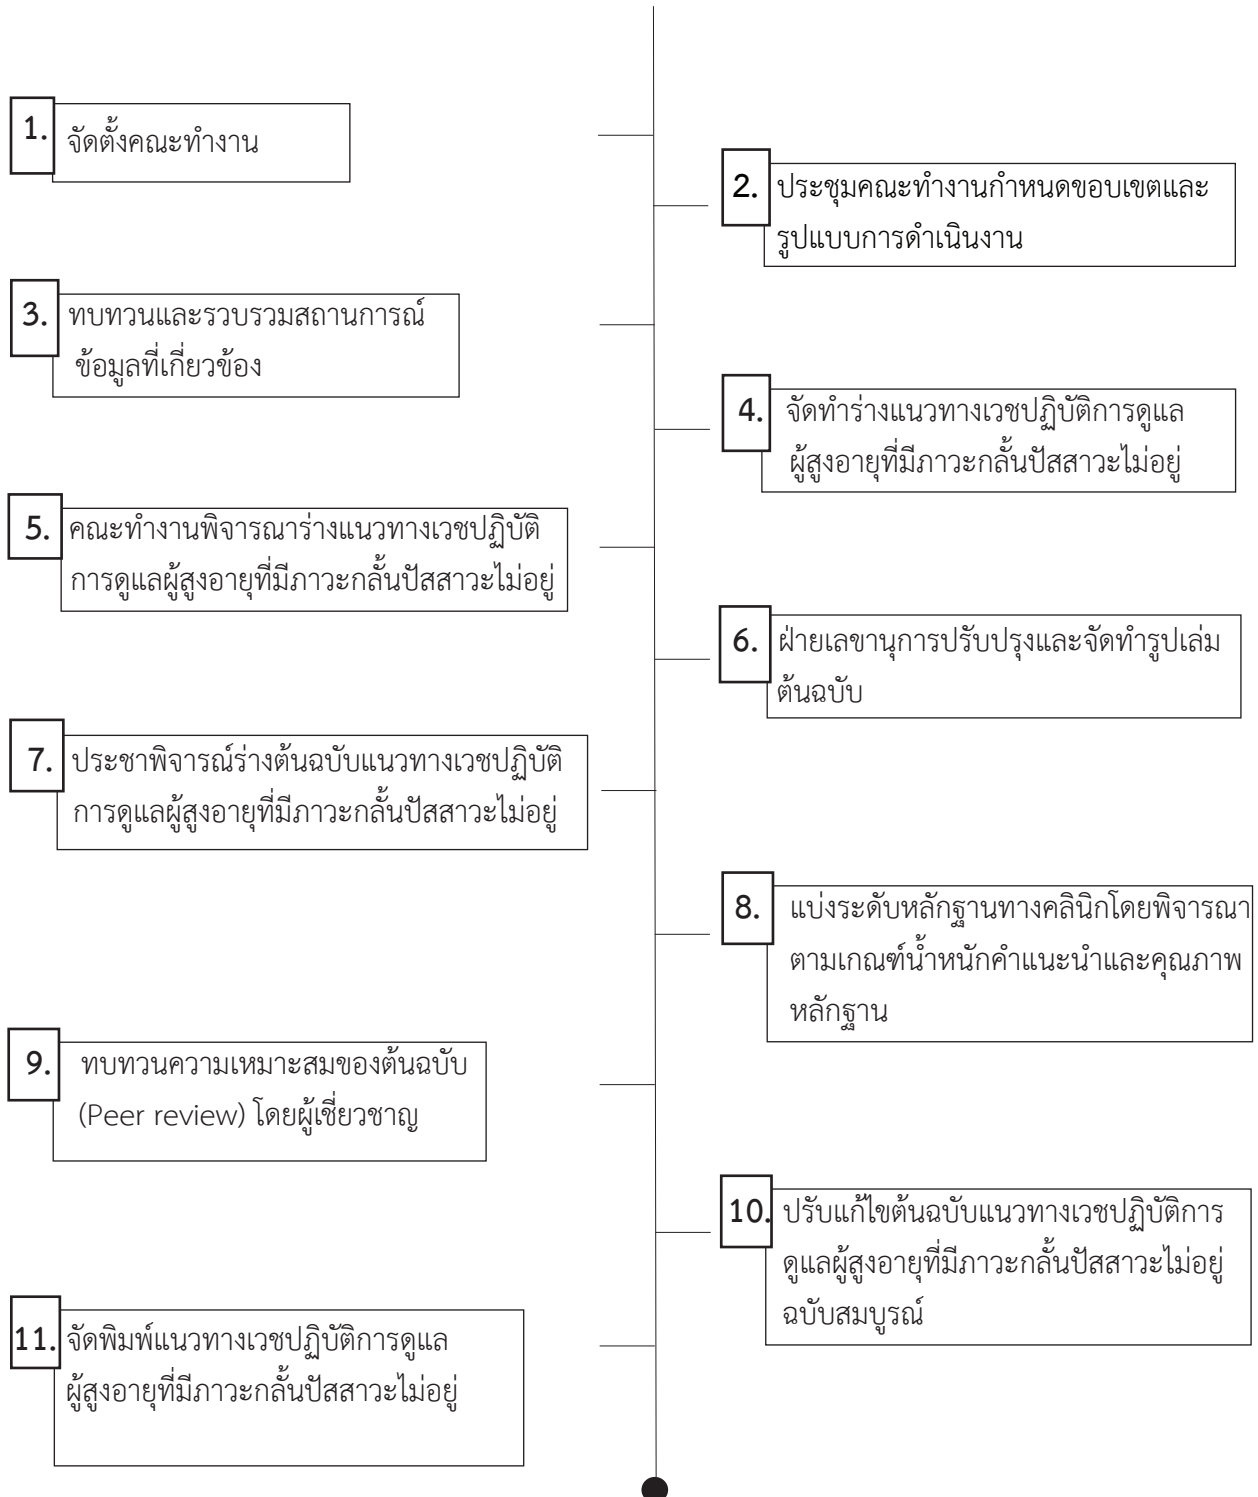 1. จัดตั้งคณะทำงาน
2. ประชุมคณะทำงานกำหนดขอบเขตและ
รูปแบบการดำเนินงาน
3. ทบทวนและรวบรวมสถานการณ์
ข้อมูลที่เกี่ยวข้อง
4. จัดทำร่างแนวทางเวชปฏิบัติการดูแล
ผู้สูงอายุที่มีภาวะกลั้นปัสสาวะไม่อยู่
5. คณะทำงานพิจารณาร่างแนวทางเวชปฏิบัติ
การดูแลผู้สูงอายุที่มีภาวะกลั้นปัสสาวะไม่อยู่
6. ฝ่ายเลขานุการปรับปรุงและจัดทำรูปเล่ม
ต้นฉบับ
7. ประชาพิจารณ์ร่างต้นฉบับแนวทางเวชปฏิบัติ
การดูแลผู้สูงอายุที่มีภาวะกลั้นปัสสาวะไม่อยู่
8. แบ่งระดับหลักฐานทางคลินิกโดยพิจารณา
ตามเกณฑ์น้ำหนักคำแนะนำและคุณภาพ
หลักฐาน
9. ทบทวนความเหมาะสมของต้นฉบับ
(Peer review) โดยผู้เชี่ยวชาญ
10. ปรับแก้ไขต้นฉบับแนวทางเวชปฏิบัติการ
ดูแลผู้สูงอายุที่มีภาวะกลั้นปัสสาวะไม่อยู่
ฉบับสมบูรณ์
11. จัดพิมพ์แนวทางเวชปฏิบัติการดูแล
ผู้สูงอายุที่มีภาวะกลั้นปัสสาวะไม่อยู่